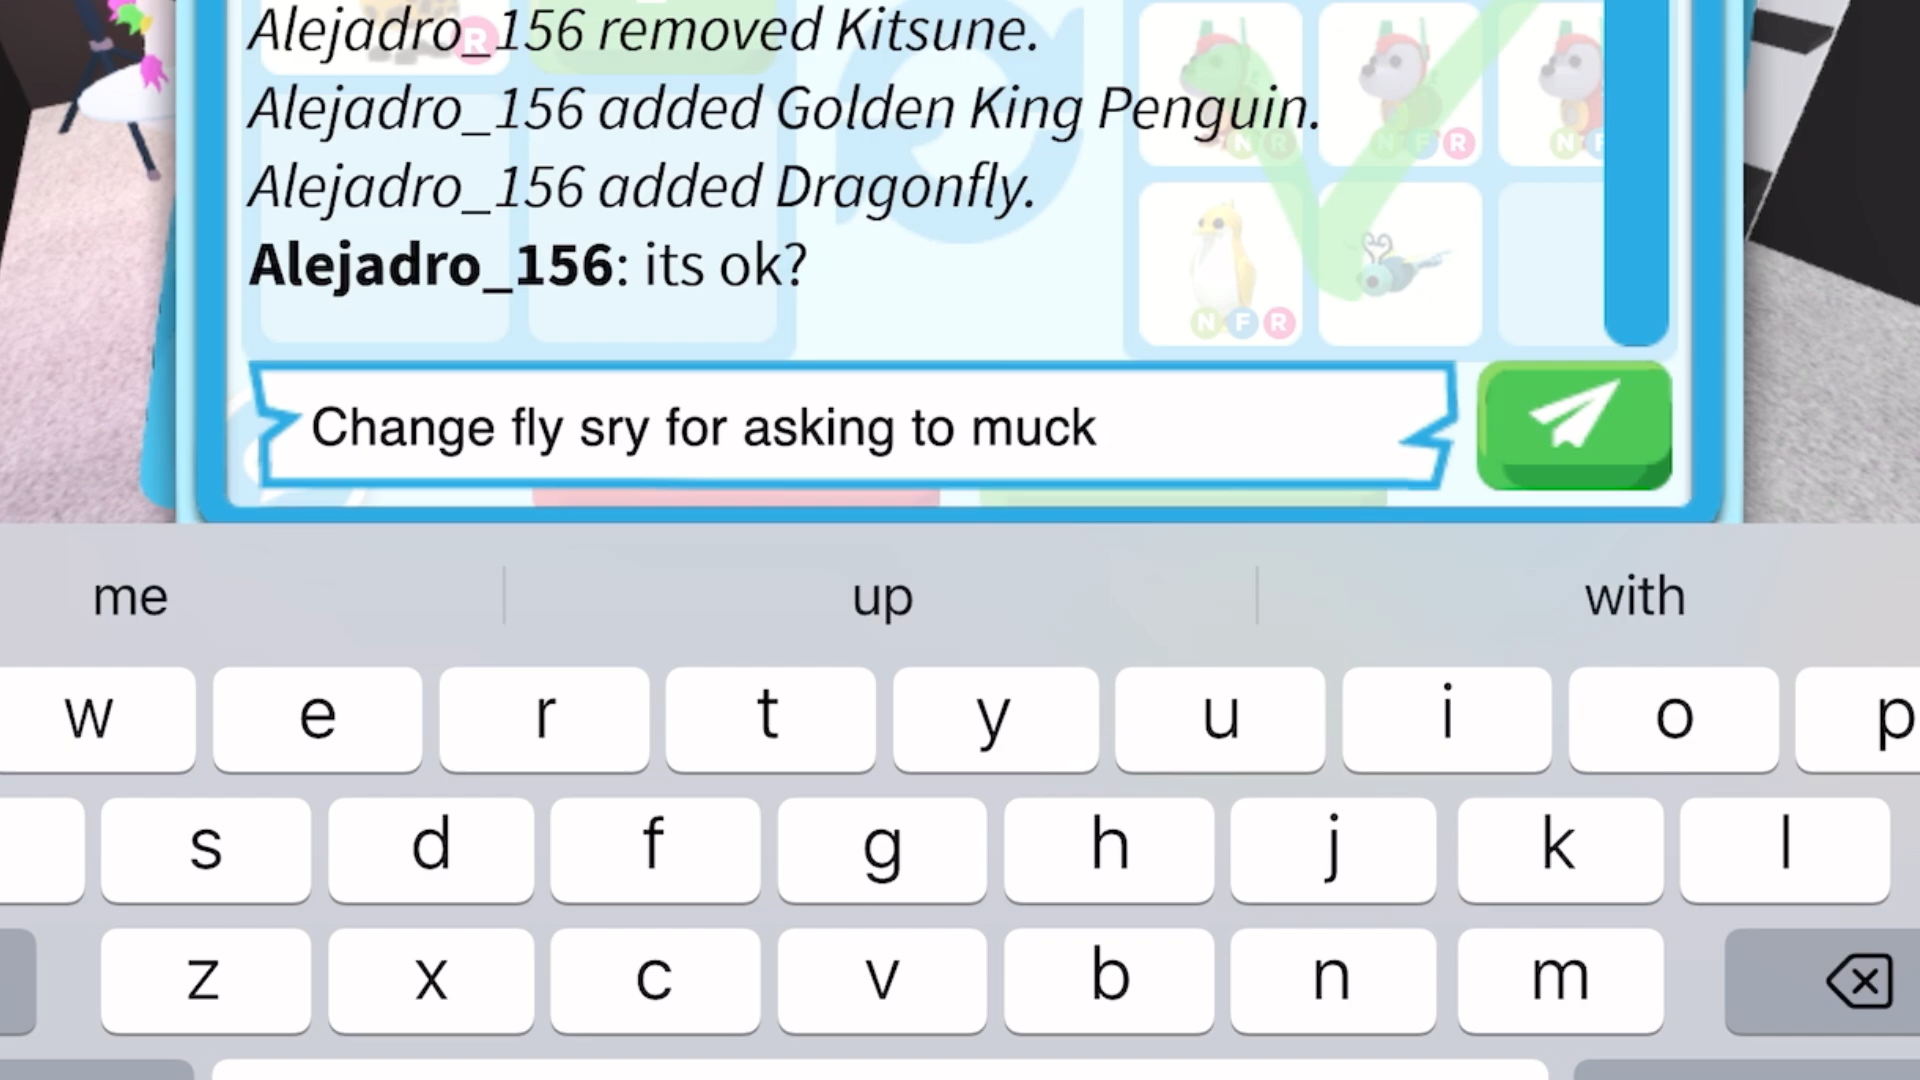 Alejadro_156 removed Kitsune.
R
Alejadro_156 added Golden King Penguin.
N R
N F R
N F
Alejadro_156 added Dragonfly.
Alejadro_156: its ok?
N F R
Change fly sry for asking to muck
me up with
w e r t y u i o p
s d f g h j k l
z x c v b n m